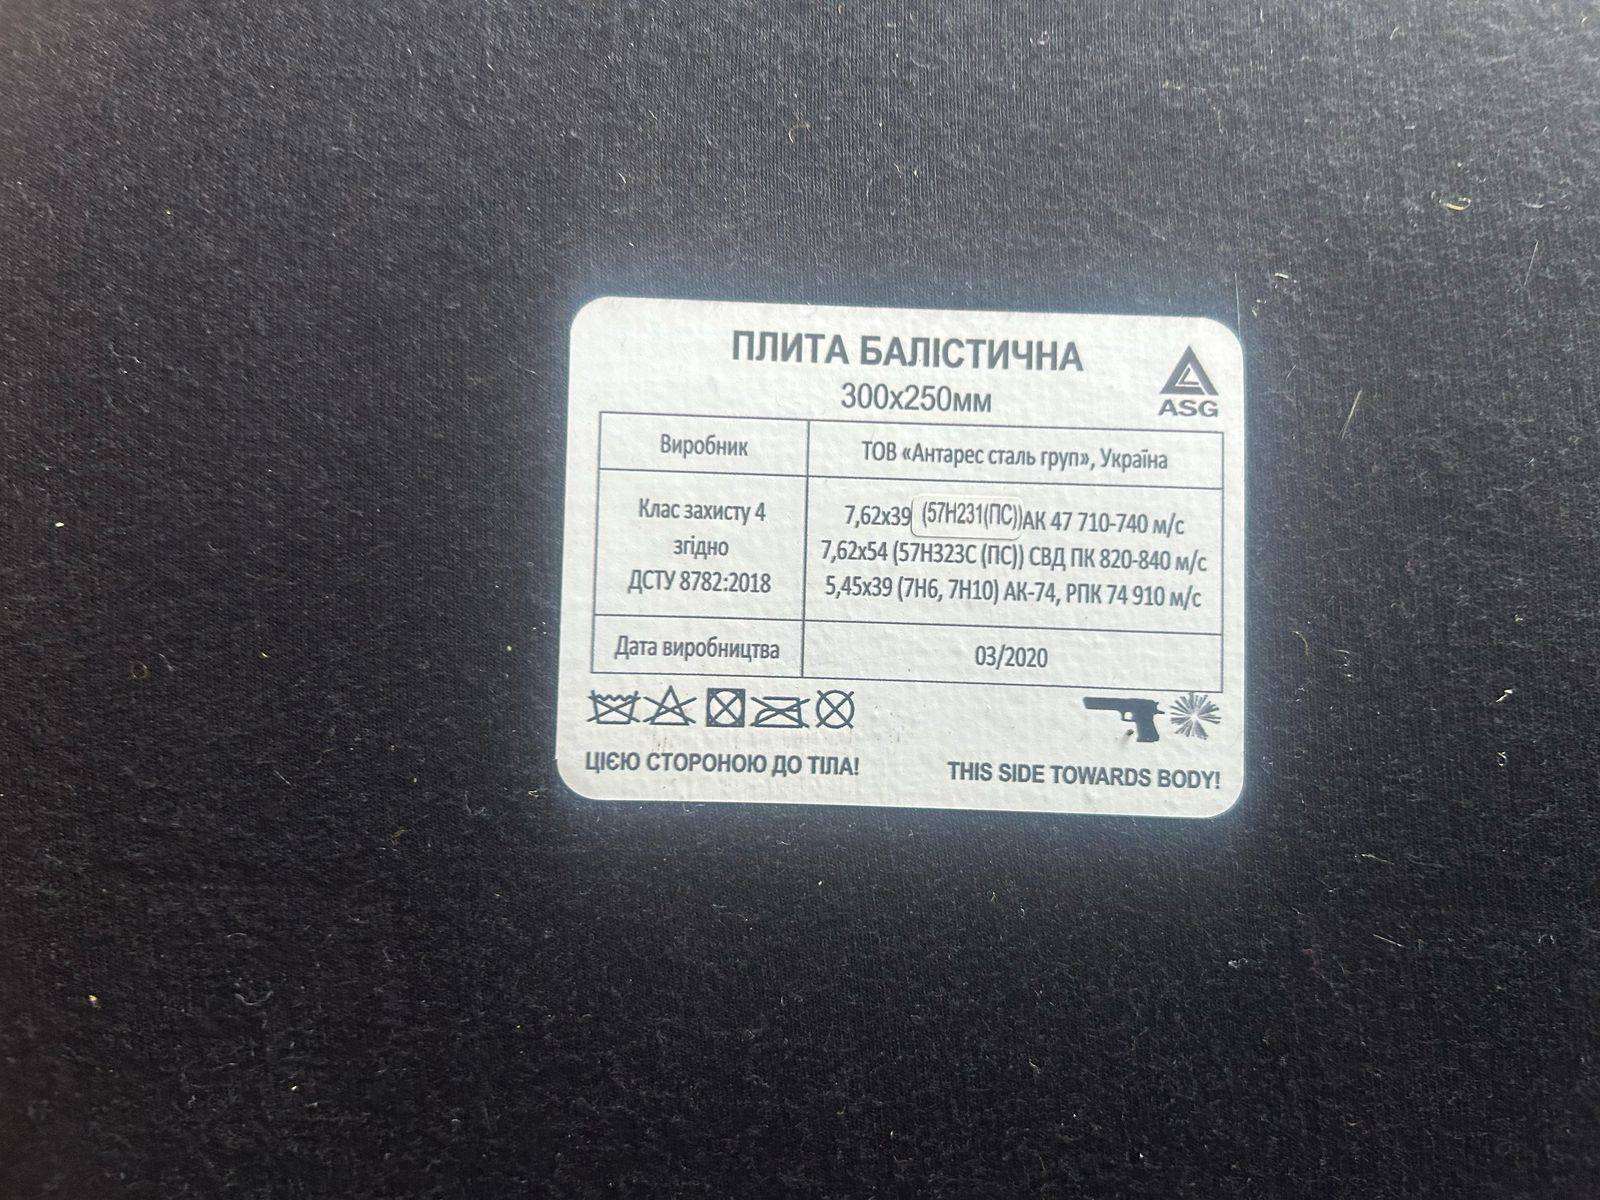 ПЛИТА БАЛІСТИЧНА
300х250мм
ASG
Виробник
ТОВ «Антарес сталь груп», Україна
Клас захисту 4
згідно
ДСТУ 8782:2018
7,62х39 (57Н231(ПС))АК 47 710-740 м/с
7,62х54 (57Н323С (ПС)) СВД ПК 820-840 м/с
5,45х39 (7Н6, 7Н10) АК-74, РПК 74 910 м/с
Дата виробництва
03/2020
ЦІЄЮ СТОРОНОЮ ДО ТІЛА!
THIS SIDE TOWARDS BODY!